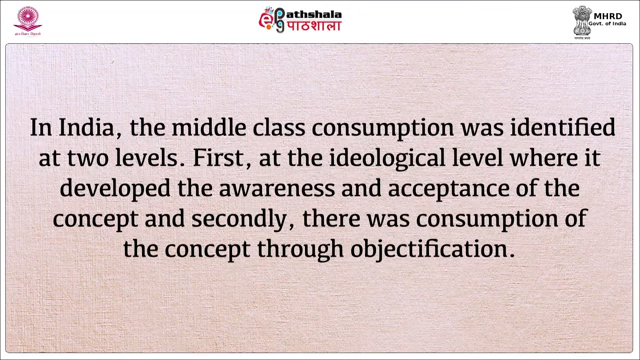 Pathshala
पाठशाला
MHRD
Govt. of India
In India, the middle class consumption was identified
at two levels. First, at the ideological level where it
developed the awareness and acceptance of the
concept and secondly, there was consumption of
the concept through objectification.